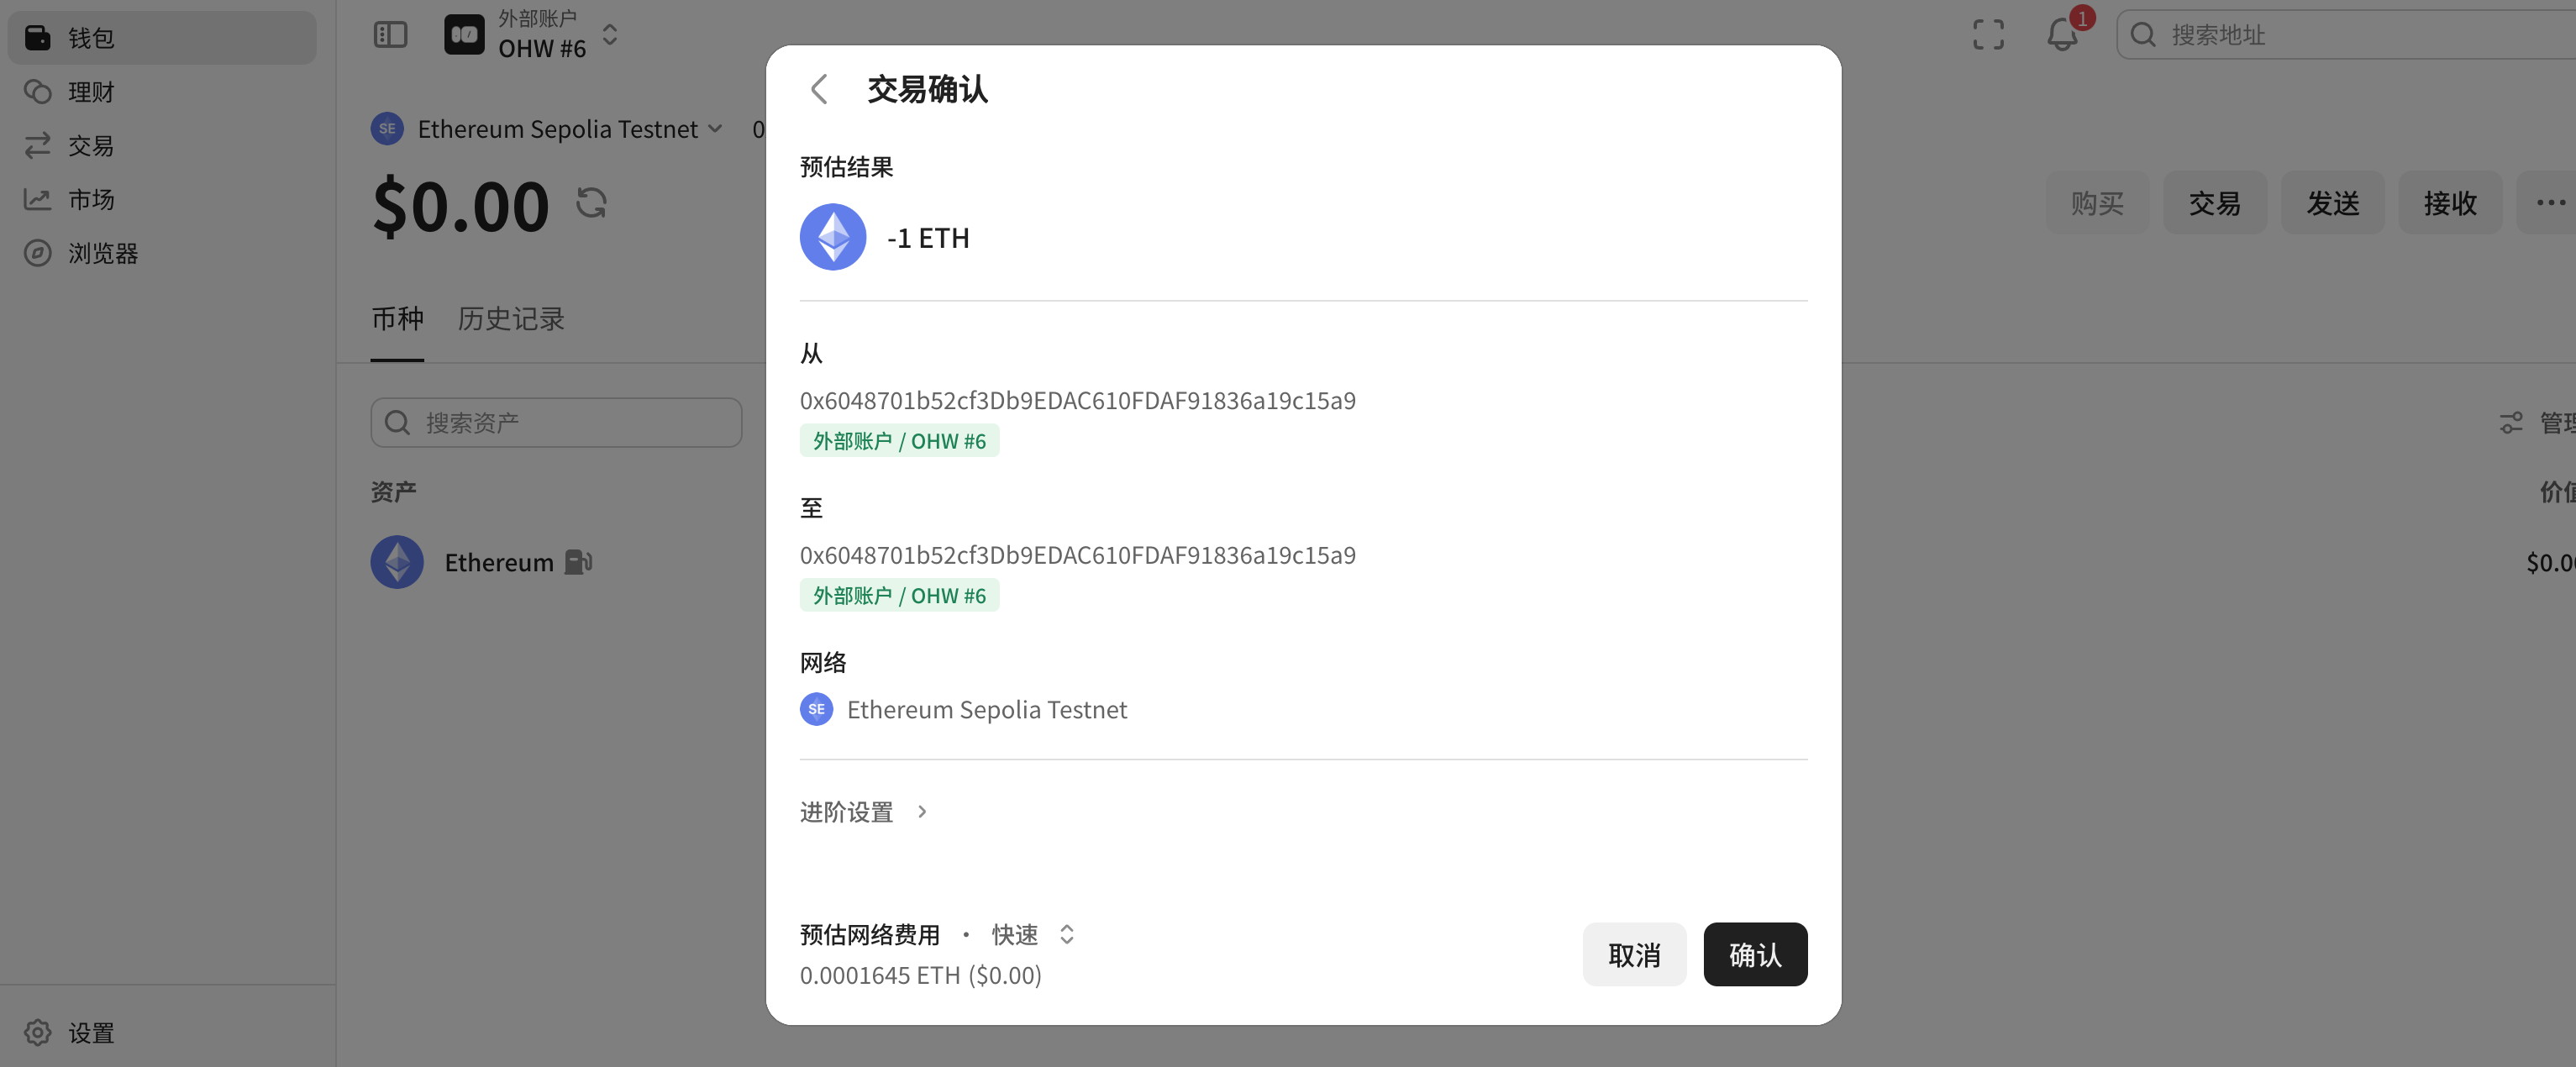 钱包
理财
交易
市场
浏览器
设置
外部账户
OHW #6
1
搜索地址
SE Ethereum Sepolia Testnet
$0.00
购买 交易 发送 接收
币种 历史记录
搜索资产
资产
Ethereum
$0.0
交易确认
预估结果
-1 ETH
从
0x6048701b52cf3Db9EDAC610FDAF91836a19c15a9
外部账户 / OHW #6
至
0x6048701b52cf3Db9EDAC610FDAF91836a19c15a9
外部账户 / OHW #6
网络
SE Ethereum Sepolia Testnet
进阶设置
预估网络费用 • 快速
0.0001645 ETH ($0.00)
取消 确认